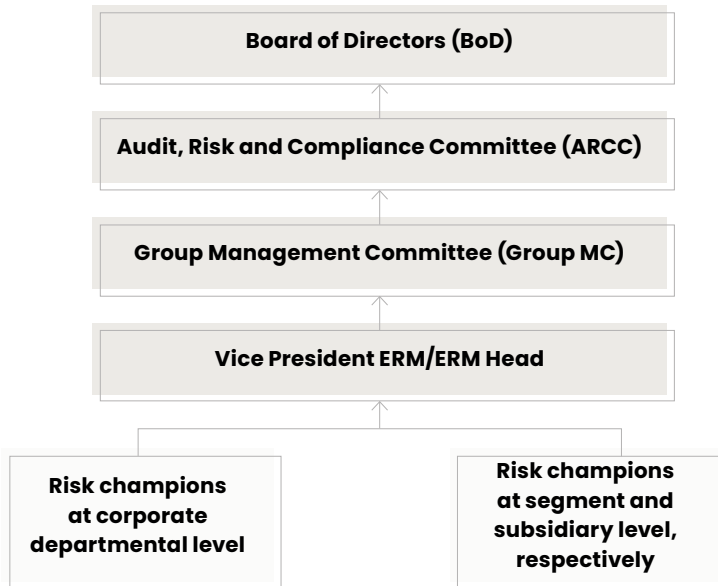 Board of Directors (BoD)
Audit, Risk and Compliance Committee (ARCC)
Group Management Committee (Group MC)
Vice President ERM/ERM Head
Risk champions
at corporate
departmental level
Risk champions
at segment and
subsidiary level,
respectively